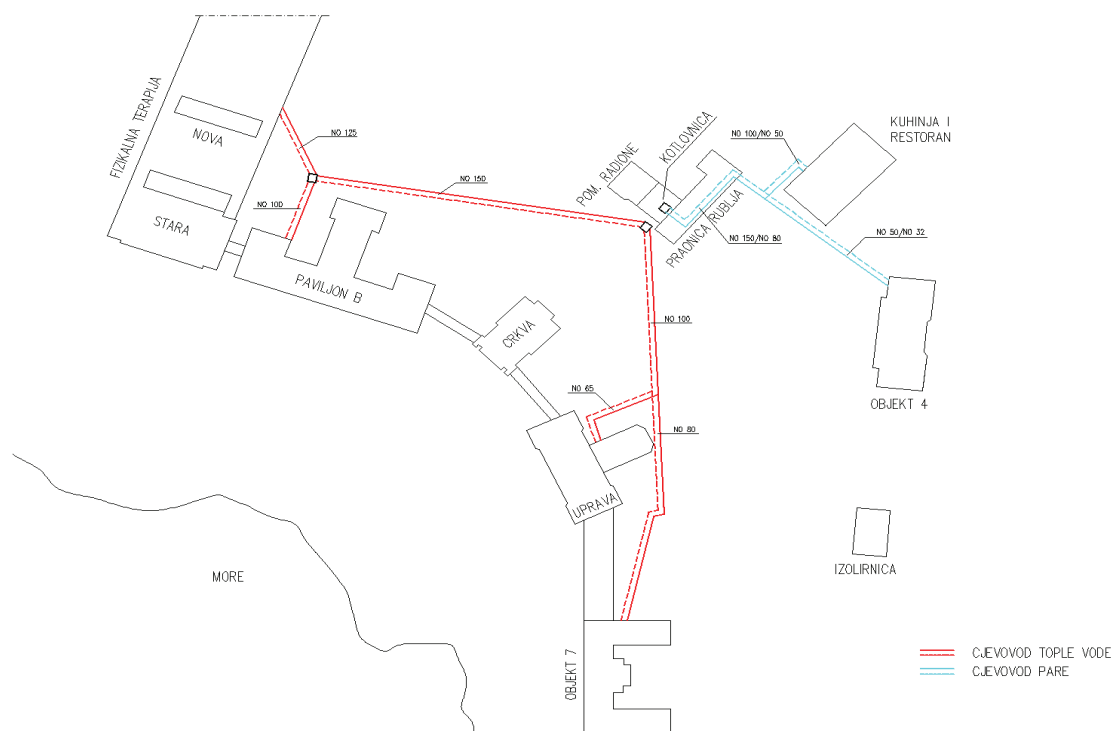 FIZIKALNA TERAPIJA
NOVA
STARA
NO 125
NO 100
PAVILJON B
NO 150
POM. RADIONE
KOTLOVNICA
PRAONICA RUBLJA
NO 150/NO 80
NO 100/NO 50
KUHINJA I
RESTORAN
NO 50/NO 32
OBJEKT 4
CRKVA
NO 100
NO 65
NO 80
UPRAVA
IZOLIRNICA
MORE
OBJEKT 7
CJEVOVOD TOPLE VODE
CJEVOVOD PARE